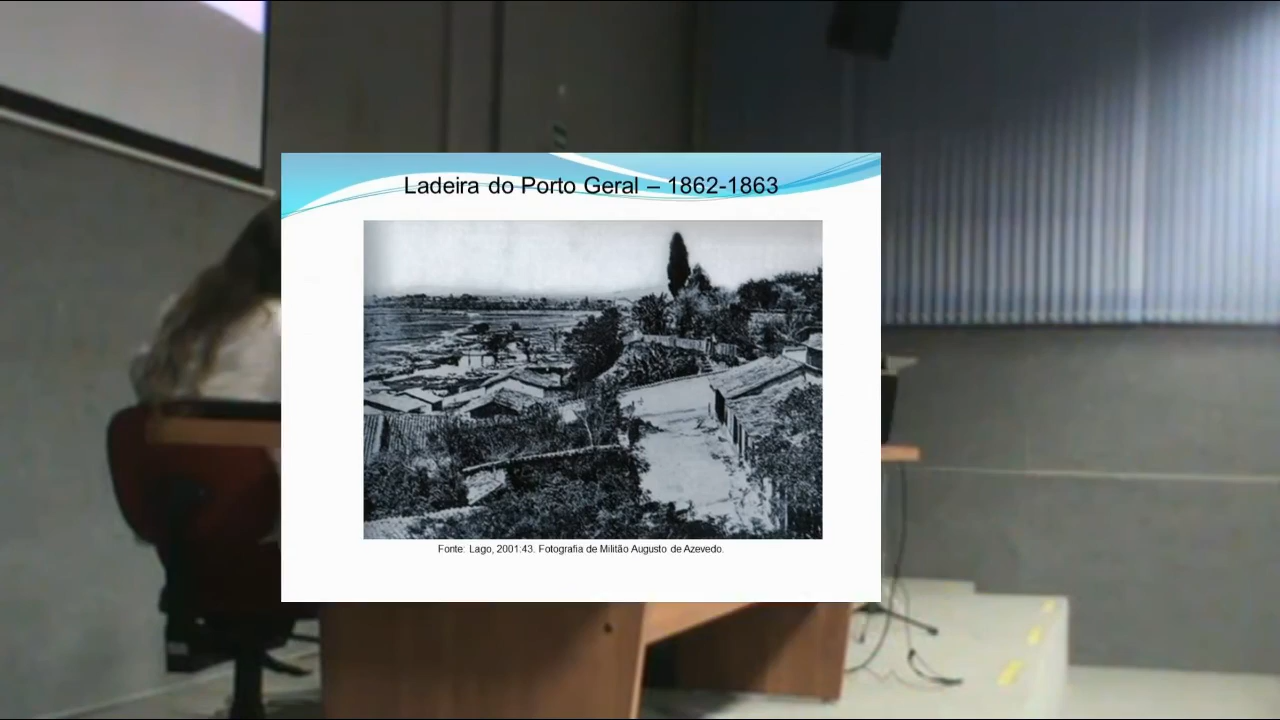 Ladeira do Porto Geral – 1862-1863
Fonte: Lago, 2001:43. Fotografia de Militão Augusto de Azevedo.